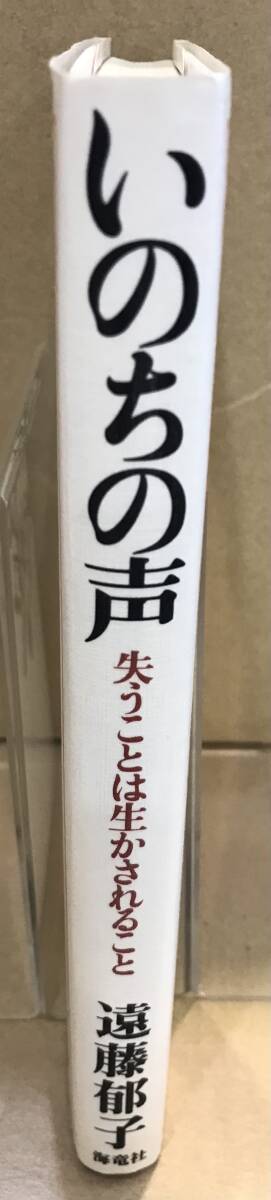 いのちの声
失うことは生かされること
遠藤郁子
海竜社